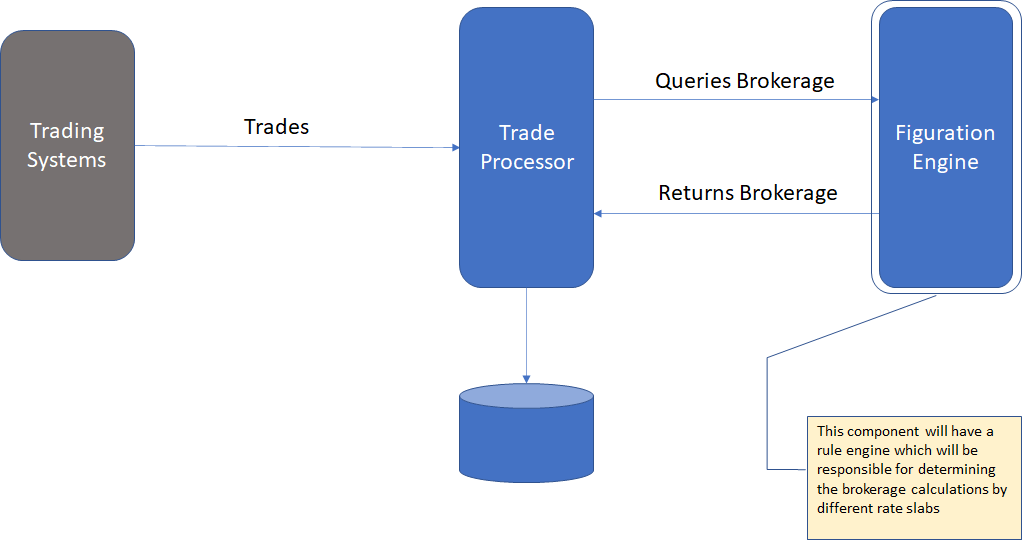 Trading
Systems
Trades
Trade
Processor
Queries Brokerage
Returns Brokerage
Figuration
Engine
This component will have a
rule engine which will be
responsible for determining
the brokerage calculations by
different rate slabs